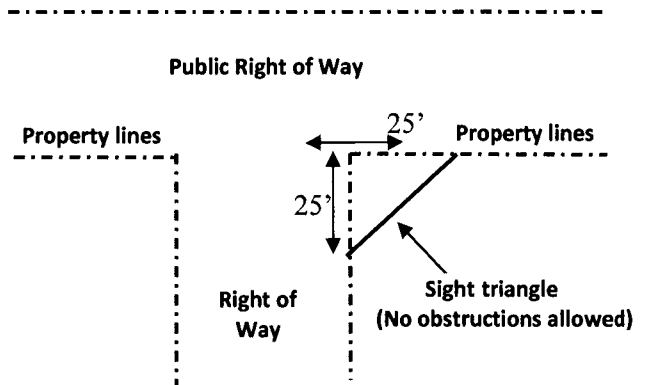 Public Right of Way
25'
Property lines
Property lines
25'
Sight triangle
(No obstructions allowed)
Right of
Way